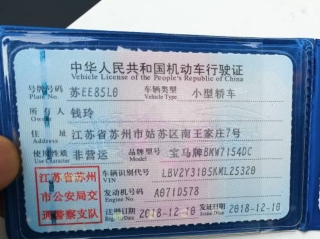 中华人民共和国机动车行驶证
Vehicle License of the People's Republic of China
号牌号码 苏EE85L0 车辆类型 小型轿车
Plate No. Vehicle Type
所有人 钱玲
Owner
住址 江苏省苏州市姑苏区南王家庄7号
Address
使用性质 非营运 品牌型号 宝马牌BMW7154DC
Use Character Model
江苏省苏州 车辆识别代号 LBV2Y3105KML25320
VIN
市公安局交 发动机号码 A071D578
Engine No.
通警察支队 注册日期 2018-12-10 发证日期 2018-12-10
Register Date Issue Date